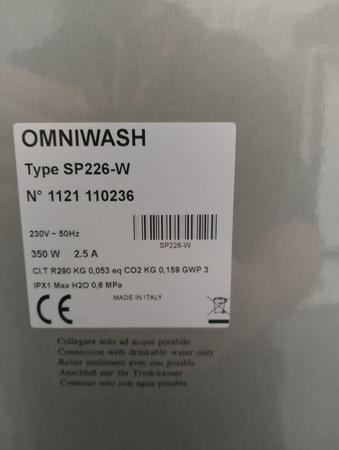 OMNIWASH
Type SP226-W
N° 1121 110236
230V ~ 50Hz
350 W 2.5 A
SP226-W
Cl.T R290 KG 0,053 eq CO2 KG 0,159 GWP 3
IPX1 Max H2O 0,6 MPa
MADE IN ITALY
CE
Collegare solo ad acqua potabile
Connection with drinkable water only
Relier seulement avec eau potable
Anschluß nur für Trinkwasser
Conectar solo con agua potable